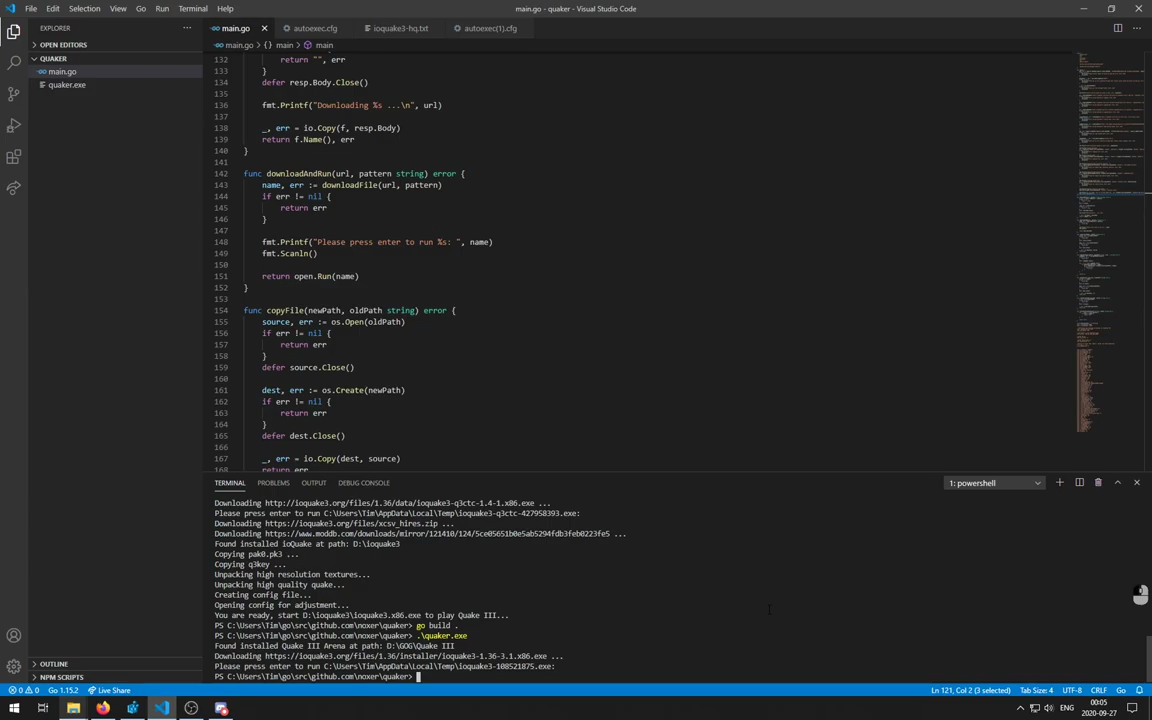 File Edit Selection View Go Run Terminal Help
main.go - quaker - Visual Studio Code
EXPLORER
main.go
autoexec.cfg
ioquake3-hq.txt
autoexec(1).cfg
OPEN EDITORS
main.go > {} main > main
QUAKER
main.go
quaker.exe
132 return "", err
133 }
134 defer resp.Body.Close()
135
136 fmt.Printf("Downloading %s ...\n", url)
137
138 _, err = io.Copy(f, resp.Body)
139 return f.Name(), err
140 }
141
142 func downloadAndRun(url, pattern string) error {
143 name, err := downloadFile(url, pattern)
144 if err != nil {
145 return err
146 }
147
148 fmt.Printf("Please press enter to run %s: ", name)
149 fmt.Scanln()
150
151 return open.Run(name)
152 }
153
154 func copyFile(newPath, oldPath string) error {
155 source, err := os.Open(oldPath)
156 if err != nil {
157 return err
158 }
159 defer source.Close()
160
161 dest, err := os.Create(newPath)
162 if err != nil {
163 return err
164 }
165 defer dest.Close()
166
167 _, err = io.Copy(dest, source)
168 return err
TERMINAL PROBLEMS OUTPUT DEBUG CONSOLE
1: powershell
Downloading http://ioquake3.org/files/1.36/data/ioquake3-q3ctc-1.4-1.x86.exe ...
Please press enter to run C:\Users\Tim\AppData\Local\Temp\ioquake3-q3ctc-427958393.exe:
Downloading https://ioquake3.org/files/xcsv_hires.zip ...
Downloading https://www.moddb.com/downloads/mirror/121410/124/5ce05651b0e5ab5294fdb3feb0223fe5 ...
Found installed ioQuake at path: D:\ioquake3
Copying pak0.pk3 ...
Copying q3key ...
Unpacking high resolution textures...
Unpacking high quality quake...
Creating config file...
Opening config for adjustment...
You are ready, start D:\ioquake3\ioquake3.x86.exe to play Quake III...
PS C:\Users\Tim\go\src\github.com\noxer\quaker> go build .
PS C:\Users\Tim\go\src\github.com\noxer\quaker> .\quaker.exe
Found installed Quake III Arena at path: D:\GOG\Quake III
Downloading https://ioquake3.org/files/1.36/installer/ioquake3-1.36-3.1.x86.exe ...
Please press enter to run C:\Users\Tim\AppData\Local\Temp\ioquake3-108521875.exe:
PS C:\Users\Tim\go\src\github.com\noxer\quaker>
OUTLINE
NPM SCRIPTS
0 0 Go 1.15.2 Live Share
Ln 121, Col 2 (3 selected) Tab Size: 4 UTF-8 CRLF Go
ENG
00:05
2020-09-27